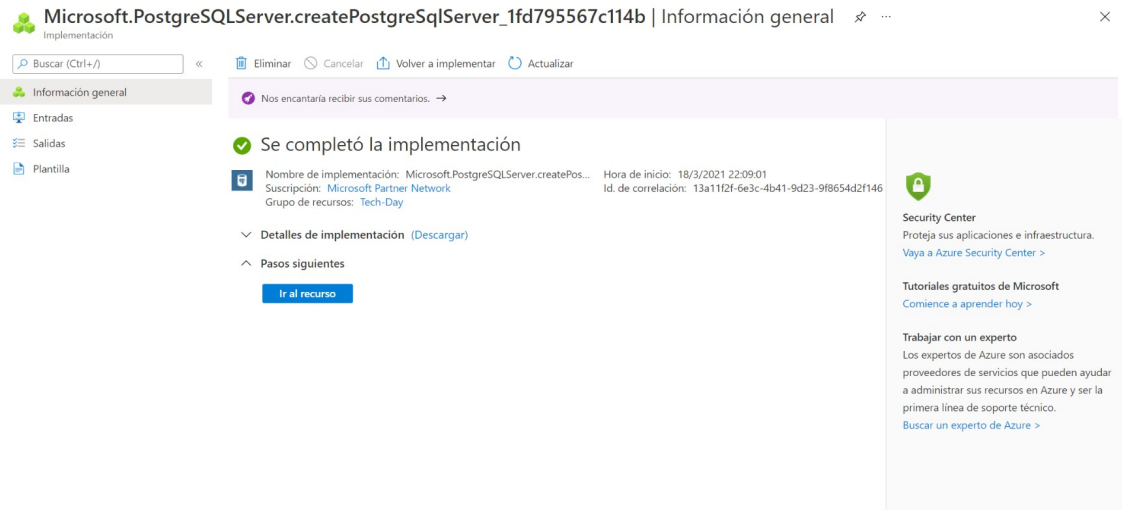 Microsoft.PostgreSQLServer.createPostgreSqlServer_1fd795567c114b | Información general
Implementación
Buscar (Ctrl+/)
Información general
Entradas
Salidas
Plantilla
Eliminar Cancelar Volver a implementar Actualizar
Nos encantaría recibir sus comentarios. →
Se completó la implementación
Nombre de implementación: Microsoft.PostgreSQLServer.createPos... Hora de inicio: 18/3/2021 22:09:01
Suscripción: Microsoft Partner Network Id. de correlación: 13a11f2f-6e3c-4b41-9d23-9f8654d2f146
Grupo de recursos: Tech-Day
Detalles de implementación (Descargar)
Pasos siguientes
Ir al recurso
Security Center
Proteja sus aplicaciones e infraestructura.
Vaya a Azure Security Center >
Tutoriales gratuitos de Microsoft
Comience a aprender hoy >
Trabajar con un experto
Los expertos de Azure son asociados
proveedores de servicios que pueden ayudar
a administrar sus recursos en Azure y ser la
primera línea de soporte técnico.
Buscar un experto de Azure >